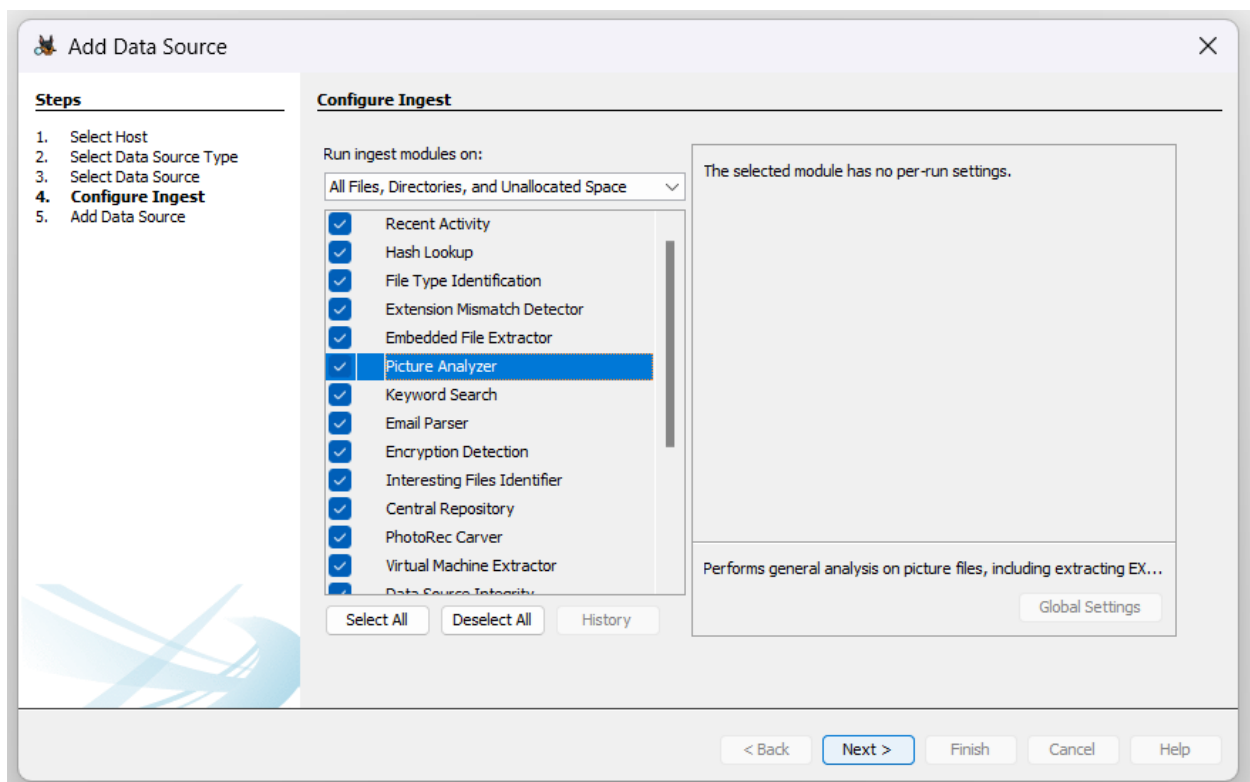 Add Data Source
Steps
1. Select Host
2. Select Data Source Type
3. Select Data Source
4. Configure Ingest
5. Add Data Source
Configure Ingest
Run ingest modules on:
All Files, Directories, and Unallocated Space
Recent Activity
Hash Lookup
File Type Identification
Extension Mismatch Detector
Embedded File Extractor
Picture Analyzer
Keyword Search
Email Parser
Encryption Detection
Interesting Files Identifier
Central Repository
PhotoRec Carver
Virtual Machine Extractor
Data Source Integrity
Select All
Deselect All
History
The selected module has no per-run settings.
Performs general analysis on picture files, including extracting EX...
Global Settings
< Back
Next >
Finish
Cancel
Help